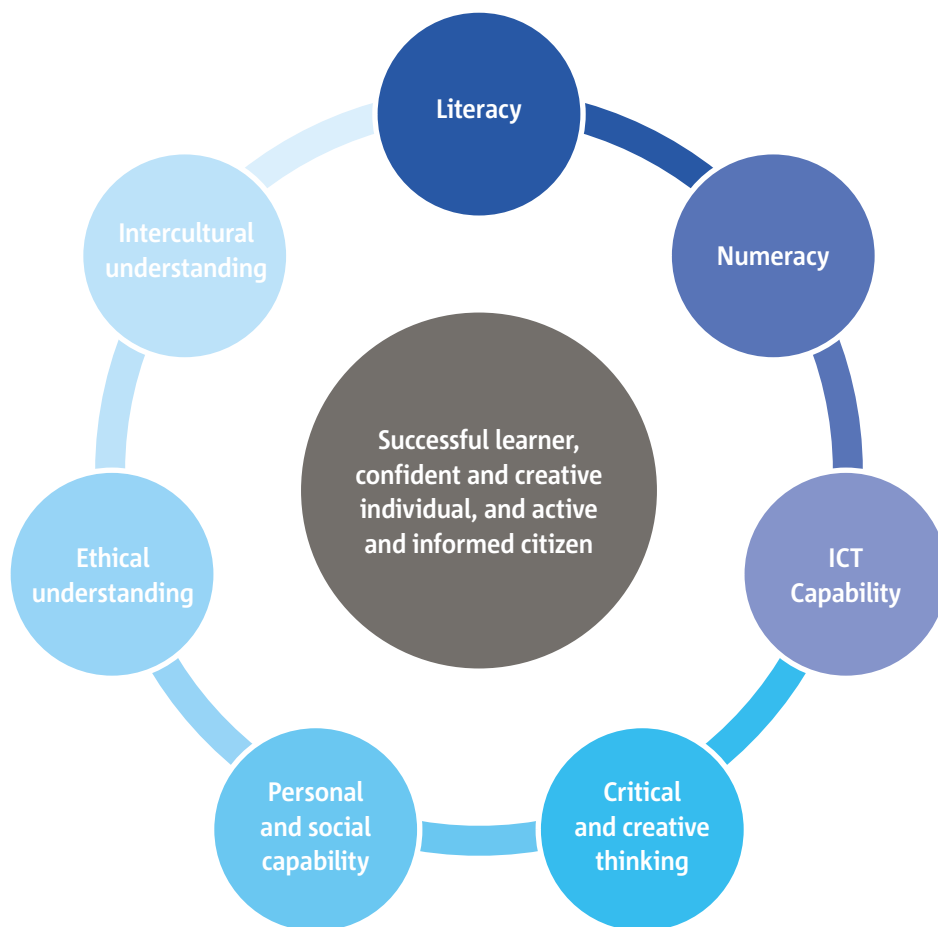 Literacy
Numeracy
ICT
Capability
Critical
and creative
thinking
Personal
and social
capability
Ethical
understanding
Intercultural
understanding
Successful learner,
confident and creative
individual, and active
and informed citizen